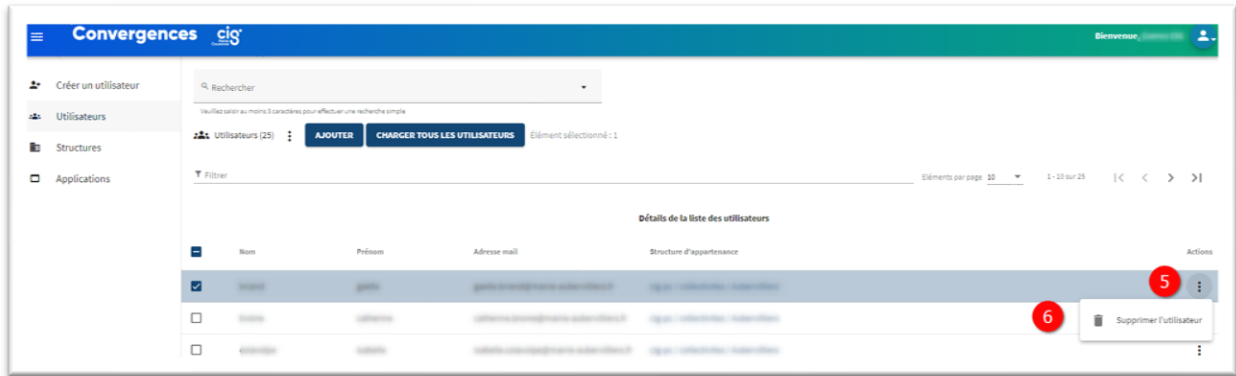 Convergences cig
Bienvenue,
Créer un utilisateur
Utilisateurs
Structures
Applications
Rechercher
Veuillez saisir au moins 3 caractères pour effectuer une recherche simple
Utilisateurs (25) AJOUTER CHARGER TOUS LES UTILISATEURS Élément sélectionné : 1
Filtrer
Eléments par page 10 1 - 10 sur 25
Détails de la liste des utilisateurs
Nom Prénom Adresse mail Structure d'appartenance Actions
5
6 Supprimer l'utilisateur